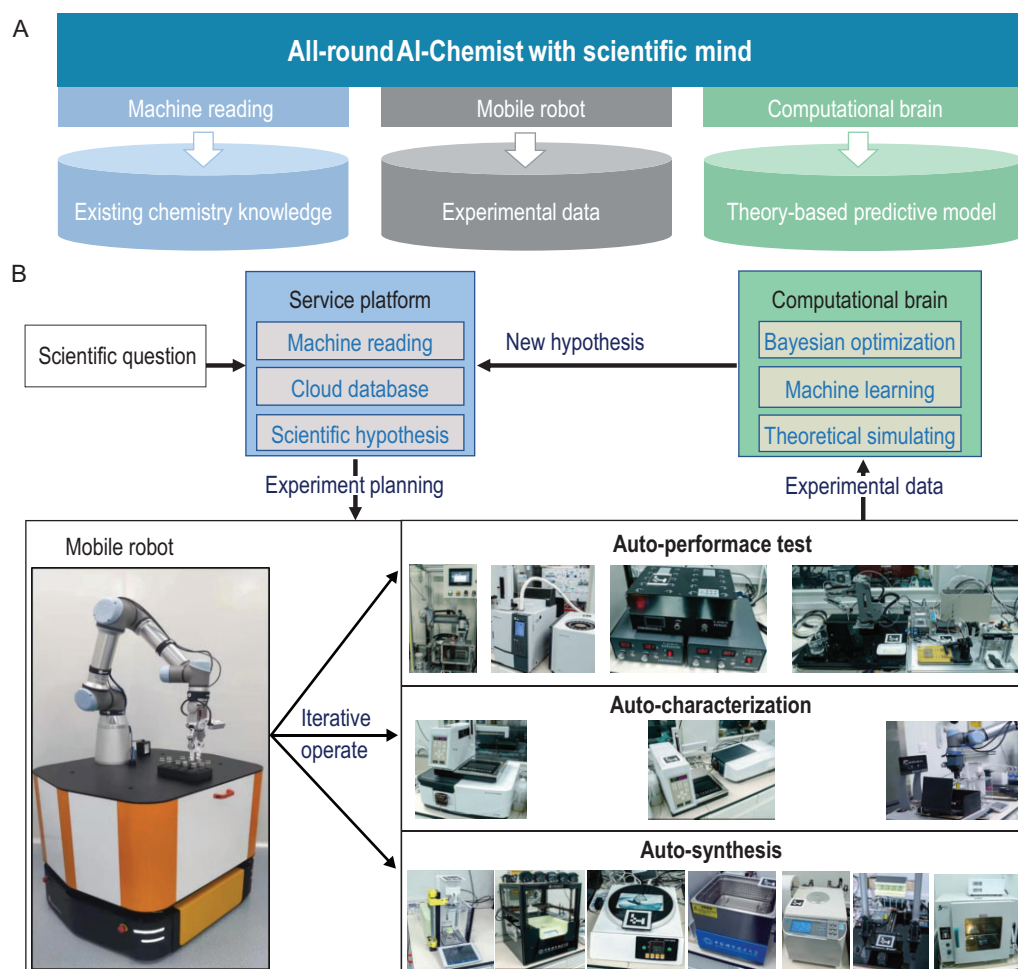 A
All-round AI-Chemist with scientific mind
Machine reading
Mobile robot
Computational brain
Existing chemistry knowledge
Experimental data
Theory-based predictive model
B
Service platform
Machine reading
Cloud database
Scientific hypothesis
Scientific question
New hypothesis
Computational brain
Bayesian optimization
Machine learning
Theoretical simulating
Experiment planning
Experimental data
Mobile robot
Iterative
operate
Auto-performace test
Auto-characterization
Auto-synthesis